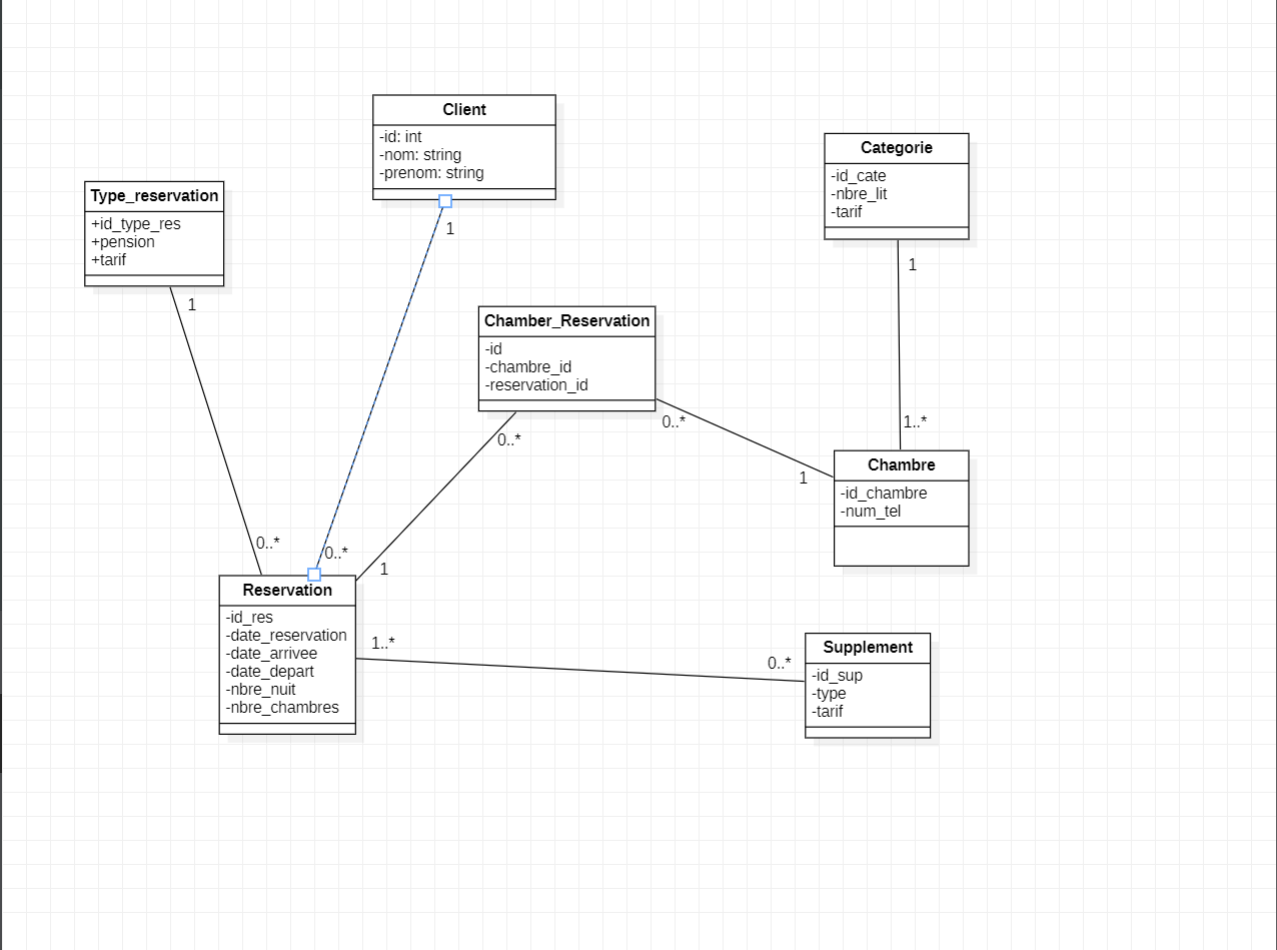 Client
-id: int
-nom: string
-prenom: string
1
Categorie
-id_cate
-nbre_lit
-tarif
1
Type_reservation
+id_type_res
+pension
+tarif
1
Chamber_Reservation
-id
-chambre_id
-reservation_id
0..*
0..*
1..*
1
Chambre
-id_chambre
-num_tel
0..*
0..*
1
Reservation
-id_res
-date_reservation
-date_arrivee
-date_depart
-nbre_nuit
-nbre_chambres
1..*
0..*
Supplement
-id_sup
-type
-tarif